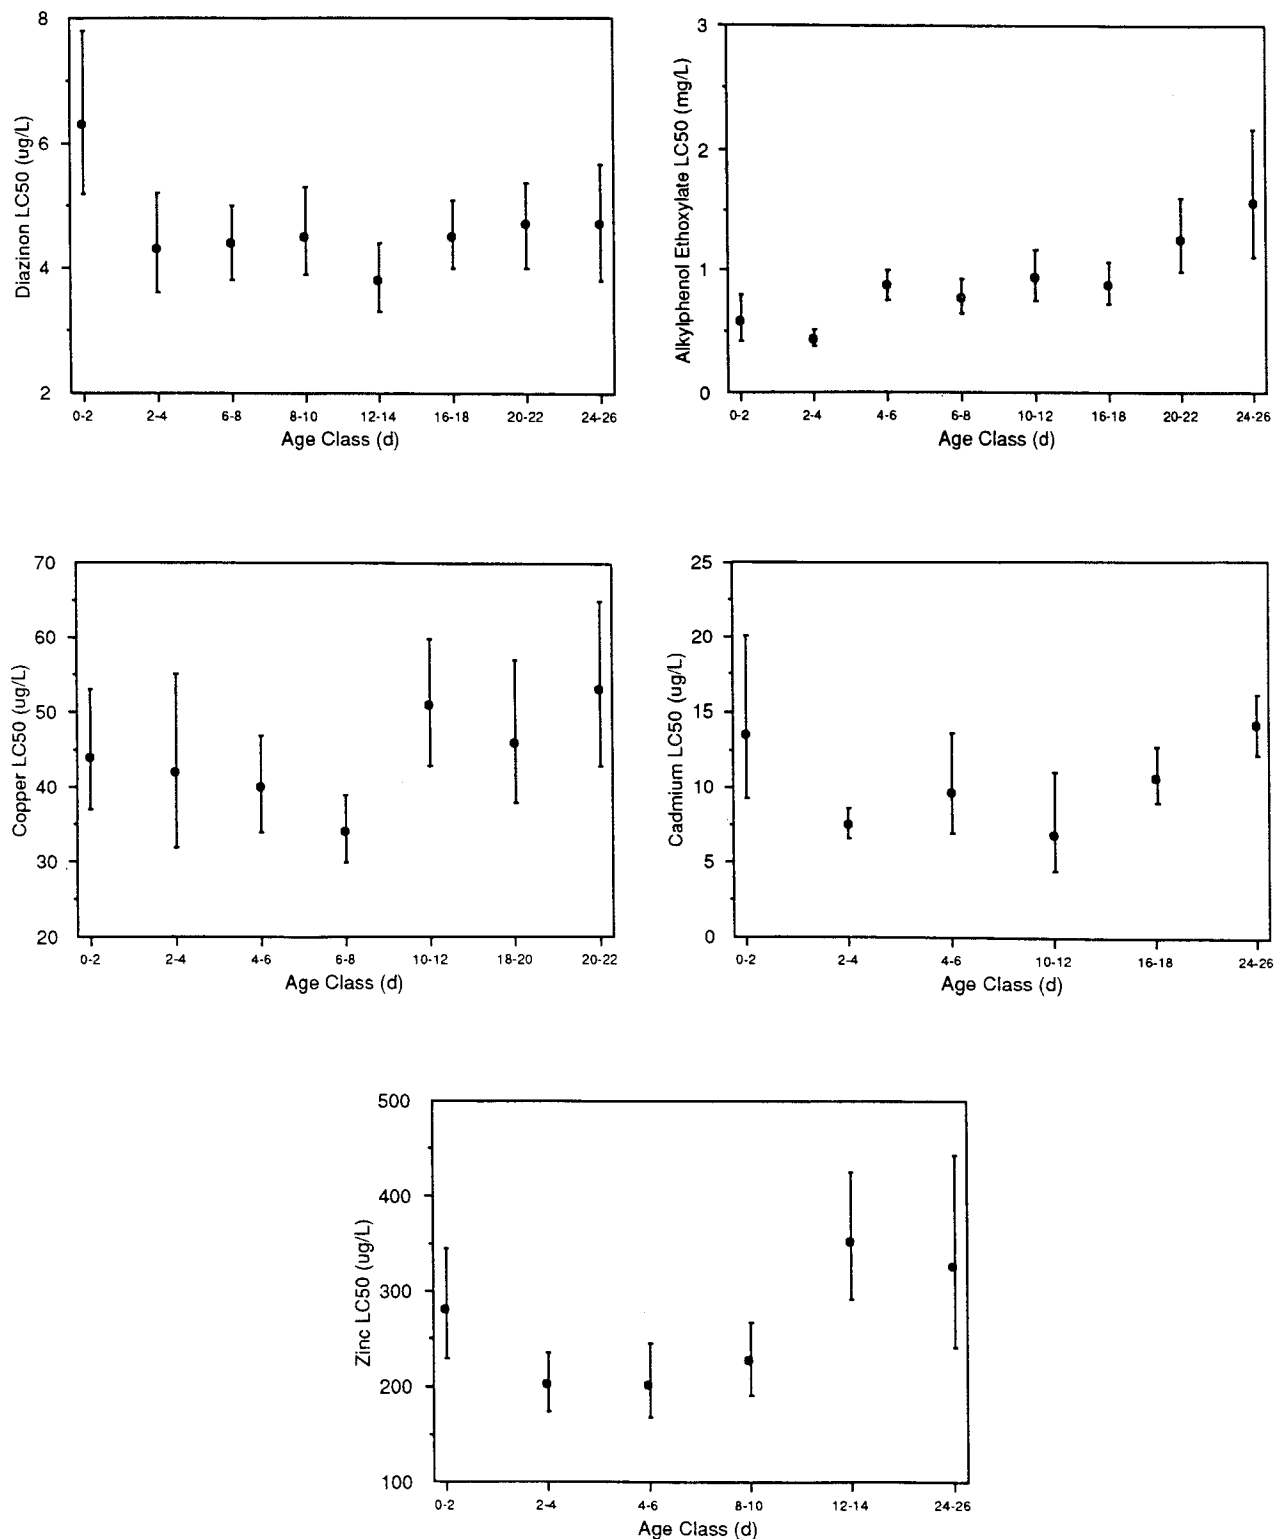 8
6
4
2
Diazinon LC50 (ug/L)
0-2 2-4 6-8 8-10 12-14 16-18 20-22 24-26
Age Class (d)
3
2
1
0
Alkylphenol Ethoxylate LC50 (mg/L)
0-2 2-4 4-6 6-8 10-12 16-18 20-22 24-26
Age Class (d)
70
60
50
40
30
20
Copper LC50 (ug/L)
0-2 2-4 4-6 6-8 10-12 18-20 20-22
Age Class (d)
25
20
15
10
5
0
Cadmium LC50 (ug/L)
0-2 2-4 4-6 10-12 16-18 24-26
Age Class (d)
500
400
300
200
100
Zinc LC50 (ug/L)
0-2 2-4 4-6 8-10 12-14 24-26
Age Class (d)